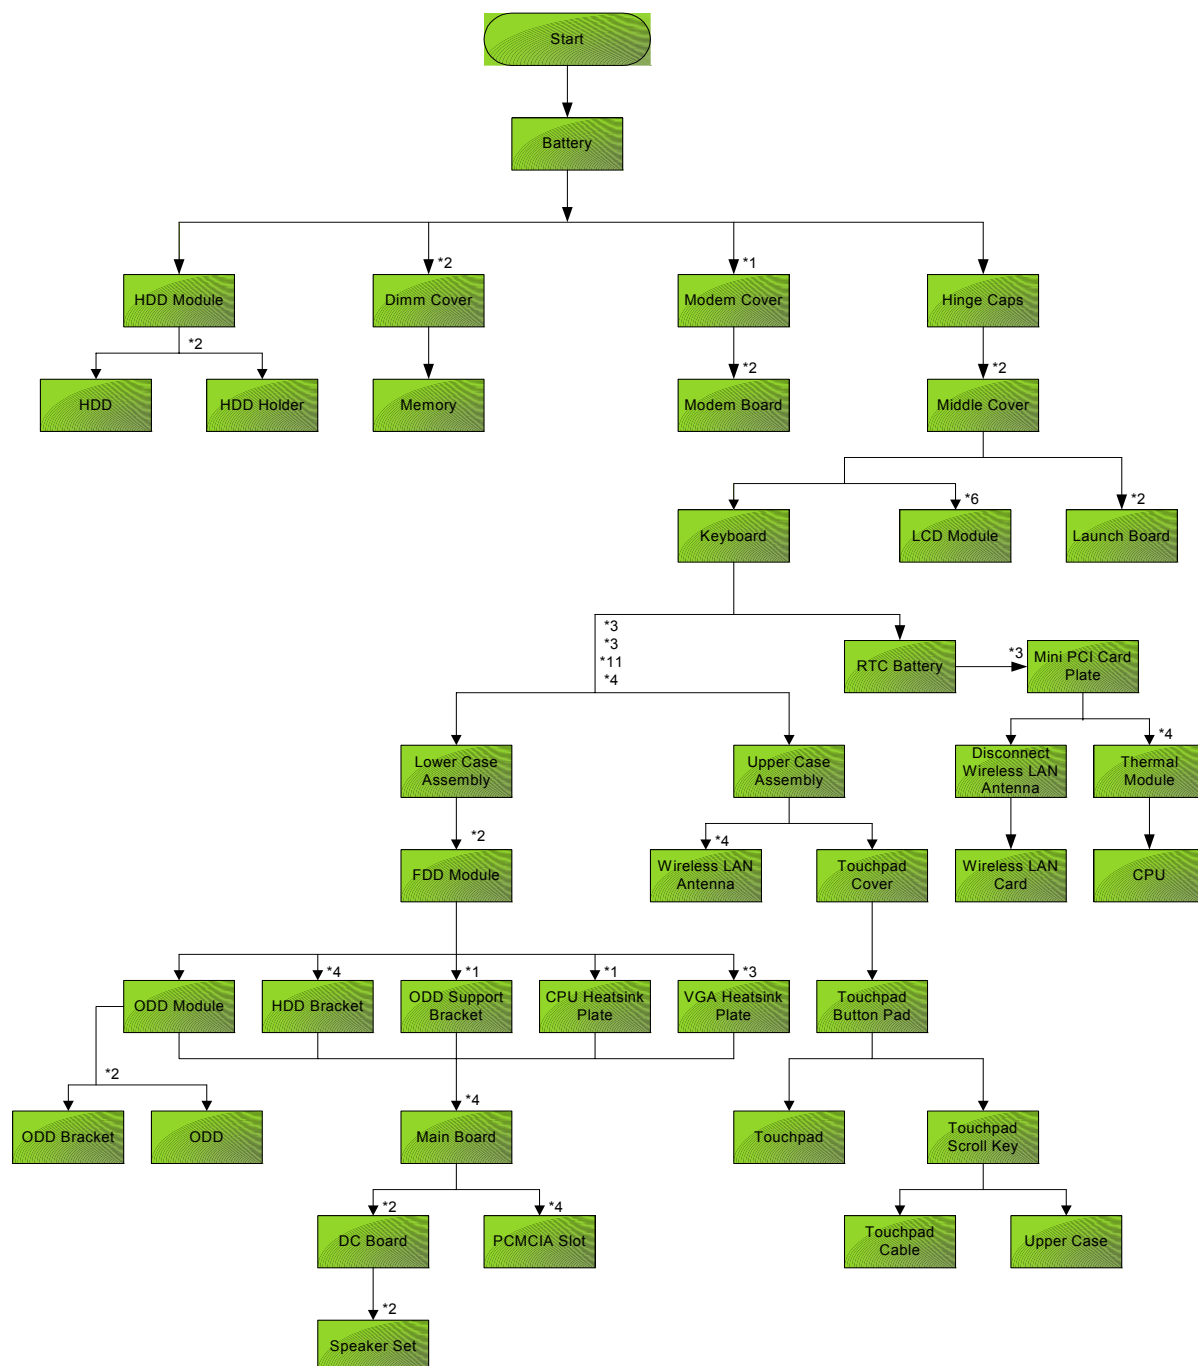 Start
Battery
*2
*1
HDD Module
Dimm Cover
Modem Cover
Hinge Caps
*2
*2
*2
HDD
HDD Holder
Memory
Modem Board
Middle Cover
*6
*2
Keyboard
LCD Module
Launch Board
*3
*3
*11
*4
RTC Battery
*3
Mini PCI Card
Plate
*4
Lower Case
Assembly
Upper Case
Assembly
Disconnect
Wireless LAN
Antenna
Thermal
Module
*2
*4
FDD Module
Wireless LAN
Antenna
Touchpad
Cover
Wireless LAN
Card
CPU
*4
*1
*1
*3
ODD Module
HDD Bracket
ODD Support
Bracket
CPU Heatsink
Plate
VGA Heatsink
Plate
Touchpad
Button Pad
*2
*4
ODD Bracket
ODD
Main Board
Touchpad
Touchpad
Scroll Key
*2
*4
DC Board
PCMCIA Slot
Touchpad
Cable
Upper Case
*2
Speaker Set